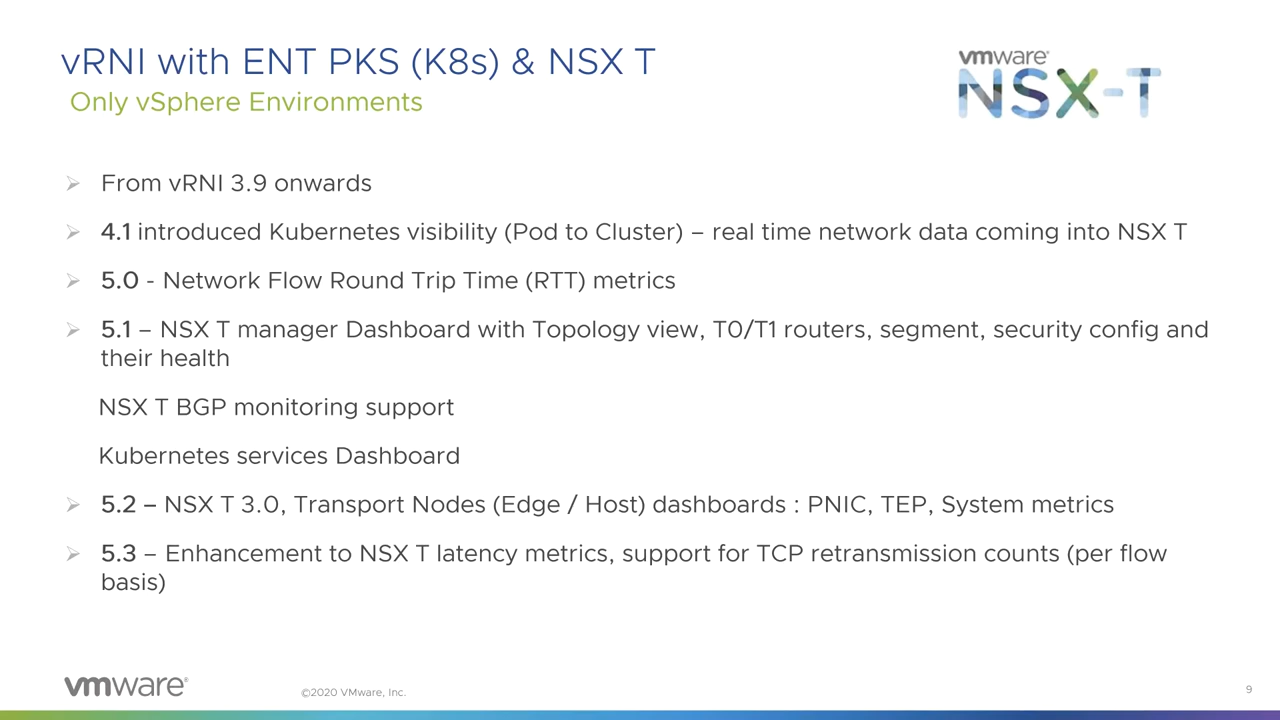 vRNI with ENT PKS (K8s) & NSX T
Only vSphere Environments
vmware®
NSX-T
➢ From vRNI 3.9 onwards
➢ 4.1 introduced Kubernetes visibility (Pod to Cluster) – real time network data coming into NSX T
➢ 5.0 - Network Flow Round Trip Time (RTT) metrics
➢ 5.1 – NSX T manager Dashboard with Topology view, T0/T1 routers, segment, security config and
their health
NSX T BGP monitoring support
Kubernetes services Dashboard
➢ 5.2 – NSX T 3.0, Transport Nodes (Edge / Host) dashboards : PNIC, TEP, System metrics
➢ 5.3 – Enhancement to NSX T latency metrics, support for TCP retransmission counts (per flow
basis)
vmware®
©2020 VMware, Inc.
9